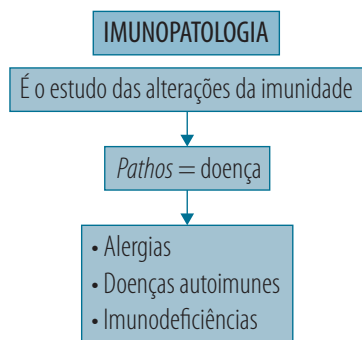 IMUNOPATOLOGIA
É o estudo das alterações da imunidade
Pathos = doença
• Alergias
• Doenças autoimunes
• Imunodeficiências